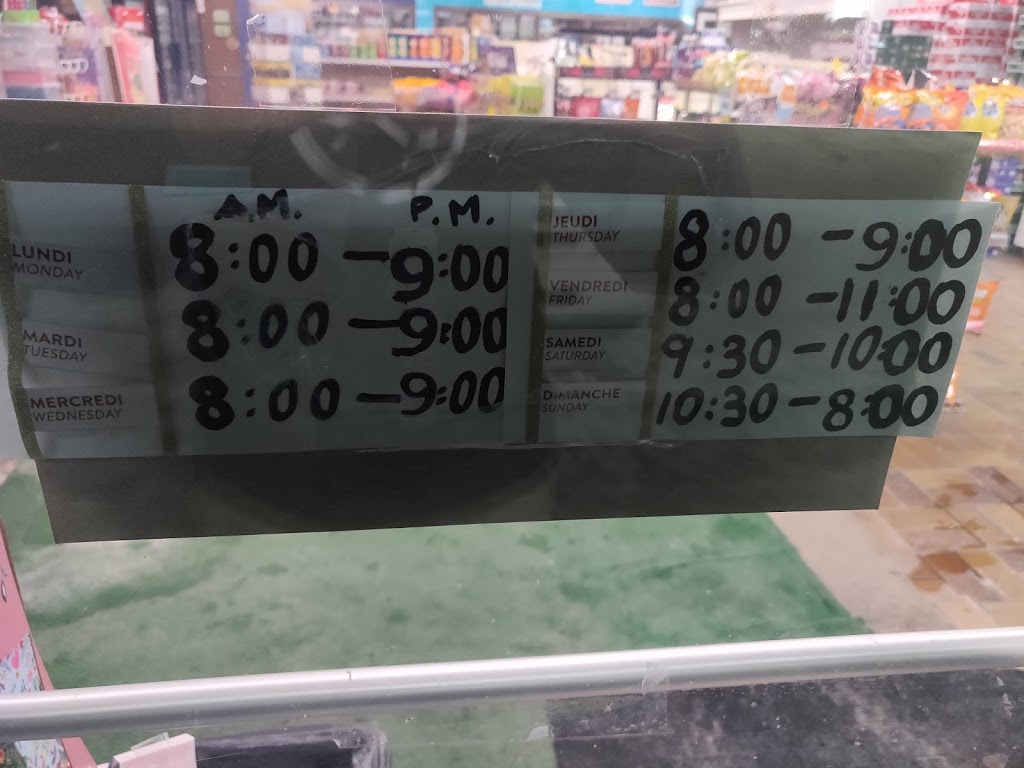 A.M. P.M.
LUNDI
MONDAY
8:00 - 9:00
MARDI
TUESDAY
8:00 - 9:00
MERCREDI
WEDNESDAY
8:00 - 9:00
JEUDI
THURSDAY
8:00 - 9:00
VENDREDI
FRIDAY
8:00 - 11:00
SAMEDI
SATURDAY
9:30 - 10:00
DIMANCHE
SUNDAY
10:30 - 8:00